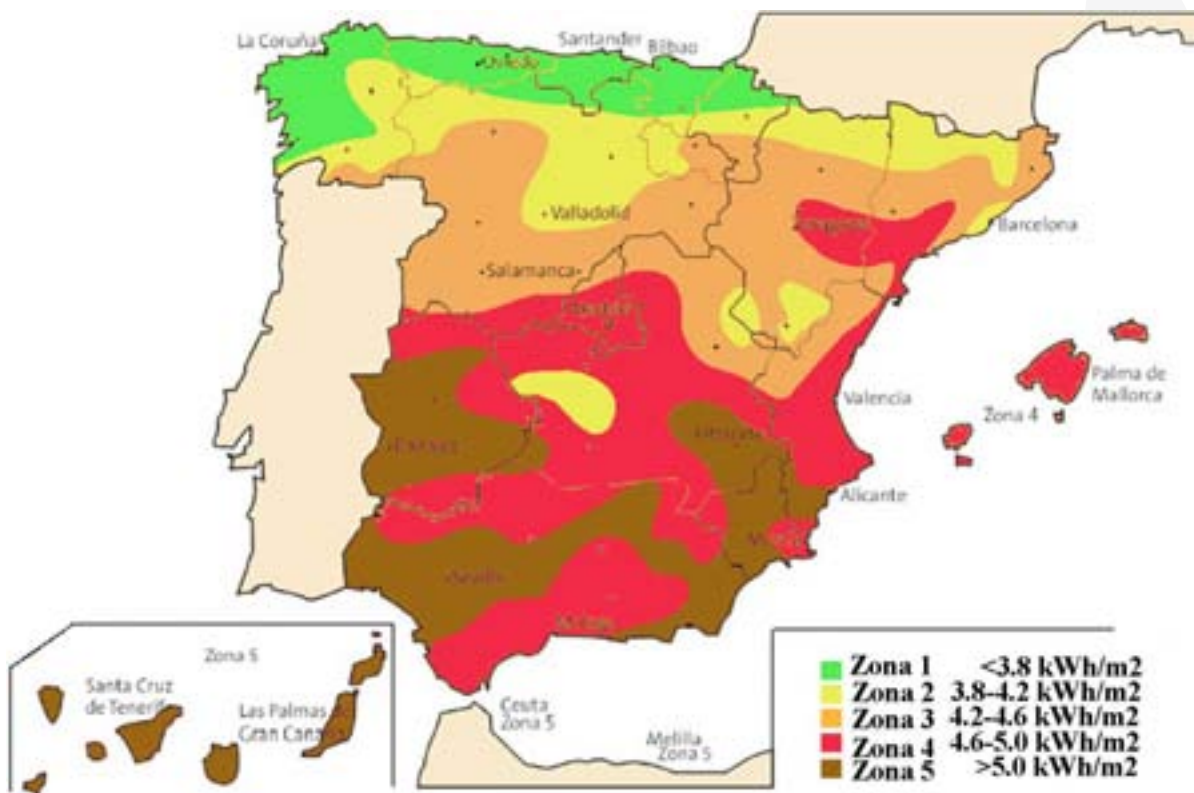 La Coruña
Santander
Bilbao
Oviedo
Valladolid
Barcelona
Salamanca
Palma de
Mallorca
Valencia
Zona 4
Alicante
Sevilla
Zona 5
Santa Cruz
de Tenerife
Las Palmas
Gran Cana
Ceuta
Zona 5
Melilla
Zona 5
Zona 1 <3.8 kWh/m2
Zona 2 3.8-4.2 kWh/m2
Zona 3 4.2-4.6 kWh/m2
Zona 4 4.6-5.0 kWh/m2
Zona 5 >5.0 kWh/m2